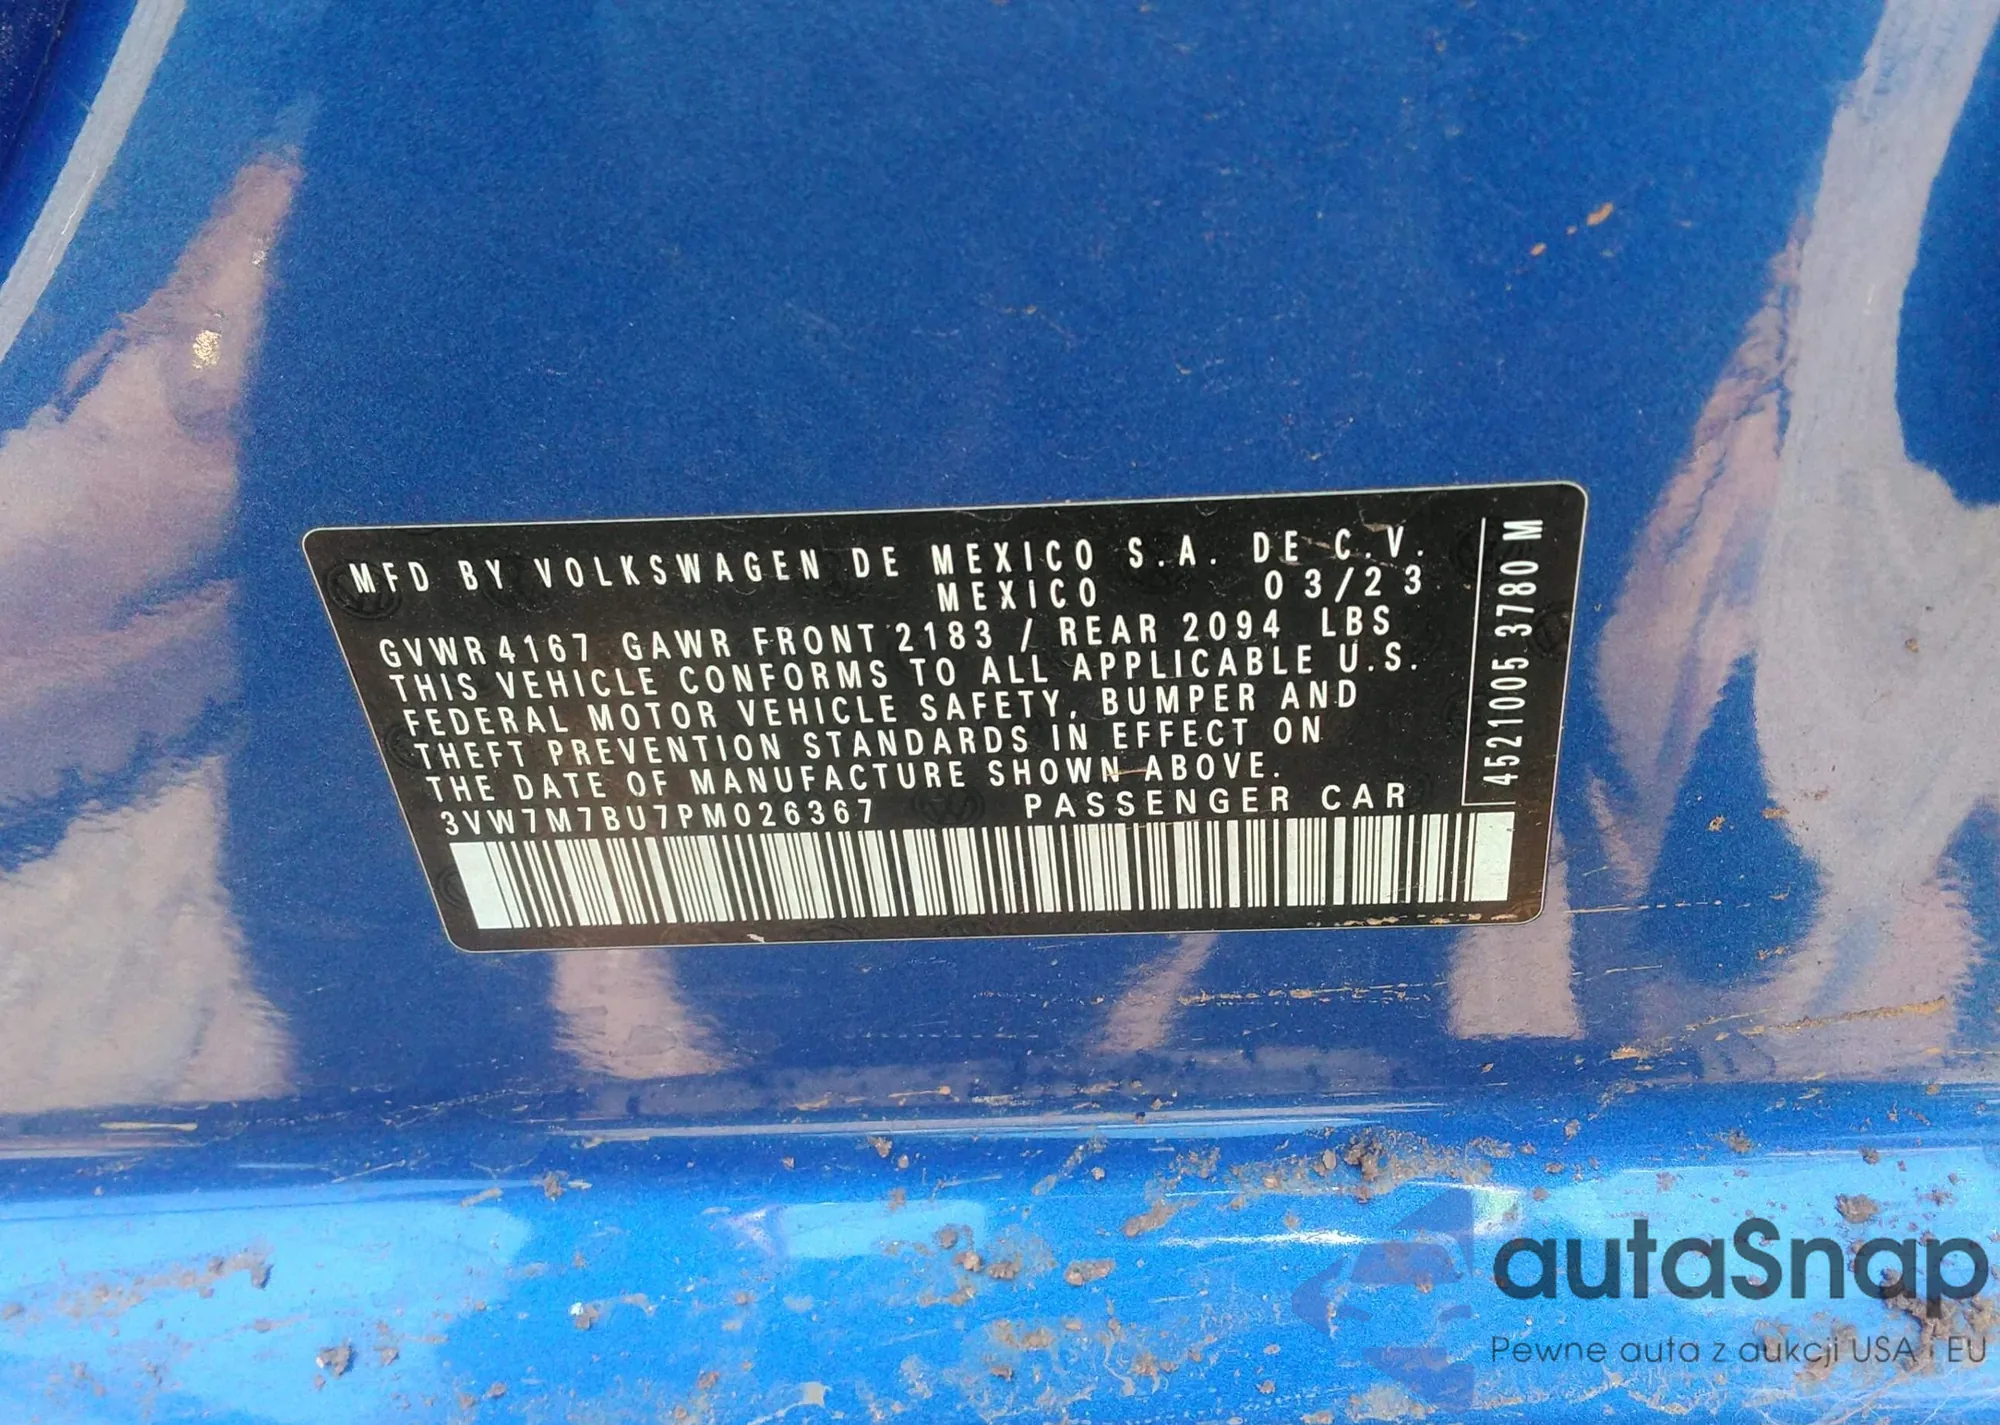 MFD BY VOLKSWAGEN DE MEXICO S.A. DE C.V.
MEXICO 03/23
GVWR 4167 GAWR FRONT 2183 / REAR 2094 LBS
THIS VEHICLE CONFORMS TO ALL APPLICABLE U.S.
FEDERAL MOTOR VEHICLE SAFETY, BUMPER AND
THEFT PREVENTION STANDARDS IN EFFECT ON
THE DATE OF MANUFACTURE SHOWN ABOVE.
3VW7M7BU7PM026367 PASSENGER CAR
4521005 3780 M
autaSnap
Pewne auta z aukcji USA i EU